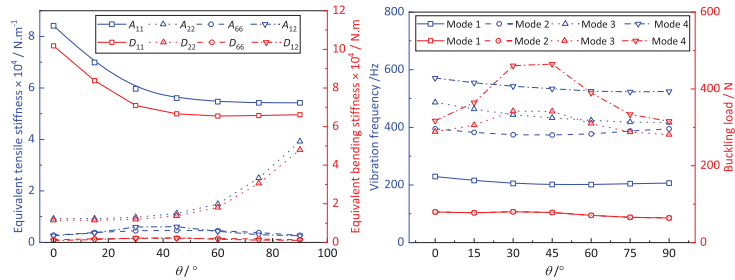 A11 A22 A66 A12
D11 D22 D66 D12
Equivalent tensile stiffness × 10⁴ / N.m⁻¹
8
6
4
2
0
Equivalent bending stiffness × 10⁴ / N.m
12
10
8
6
4
2
0
0 20 40 60 80 100
θ / °
Mode 1 Mode 2 Mode 3 Mode 4
Mode 1 Mode 2 Mode 3 Mode 4
Vibration frequency /Hz
800
600
400
200
0
Buckling load / N
600
400
200
0
0 15 30 45 60 75 90
θ / °